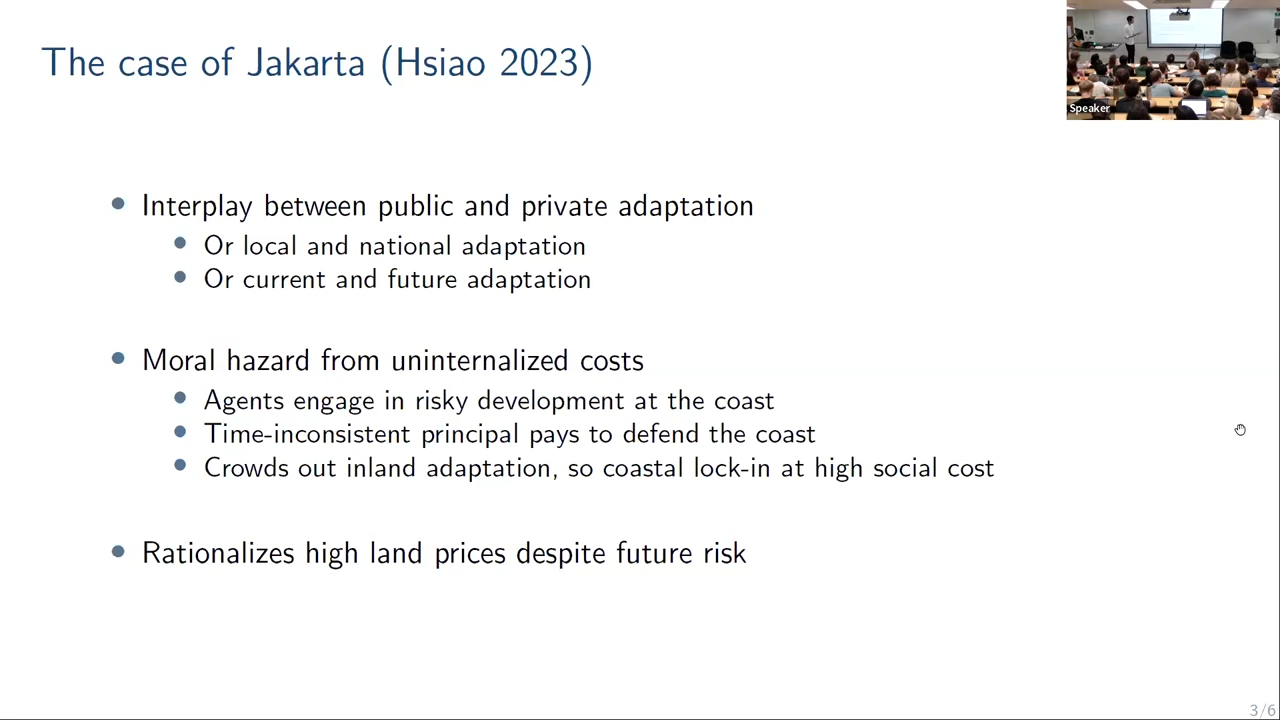 The case of Jakarta (Hsiao 2023)
Speaker
Interplay between public and private adaptation
Or local and national adaptation
Or current and future adaptation
Moral hazard from uninternalized costs
Agents engage in risky development at the coast
Time-inconsistent principal pays to defend the coast
Crowds out inland adaptation, so coastal lock-in at high social cost
Rationalizes high land prices despite future risk
3/6